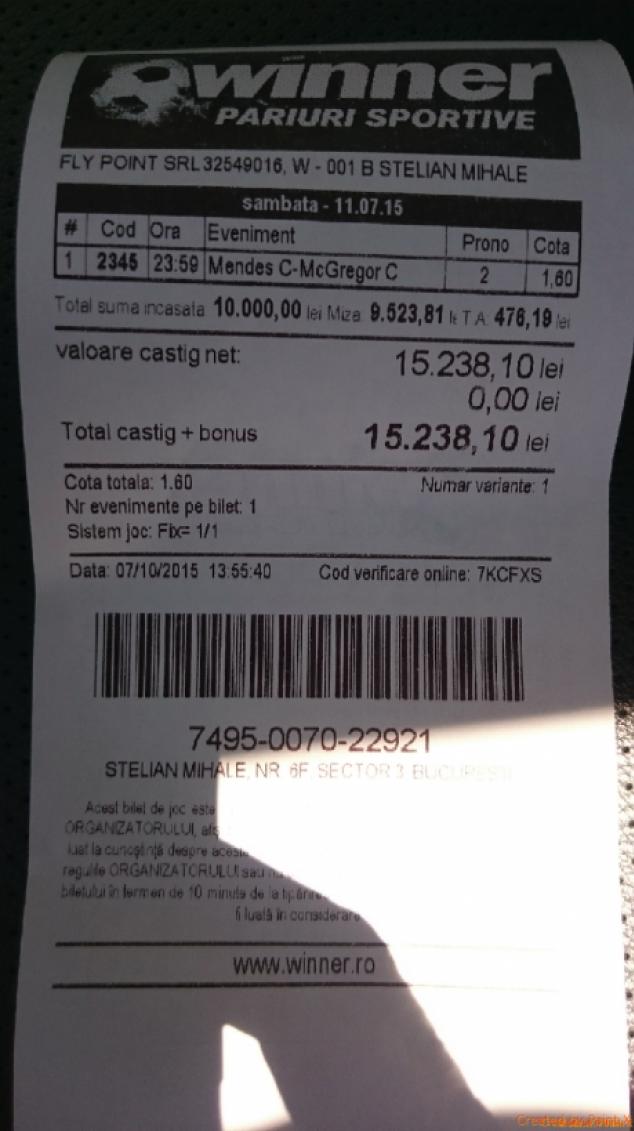 winner
PARIURI SPORTIVE
FLY POINT SRL 32549016, W - 001 B STELIAN MIHALE
sambata - 11.07.15
# Cod Ora Eveniment Prono Cota
1 2345 23:59 Mendes C-McGregor C 2 1,60
Total suma incasata 10.000,00 lei Miza 9.523,81 T A: 476,19 lei
valoare castig net: 15.238,10 lei
0,00 lei
Total castig + bonus 15.238,10 lei
Cota totala: 1.60 Numar variante: 1
Nr evenimente pe bilet: 1
Sistem joc: Fix= 1/1
Data: 07/10/2015 13:55:40 Cod verificare online: 7KCFXS
7495-0070-22921
STELIAN MIHALE, NR. 6F, SECTOR 3, BUCURESTI
Acest bilet de joc este
ORGANIZATORULUI,
luat la cunoştinţă despre
regulile ORGANIZATORULUI sau
biletului în termen de 10 minute de la
fi luată în considerare
www.winner.ro